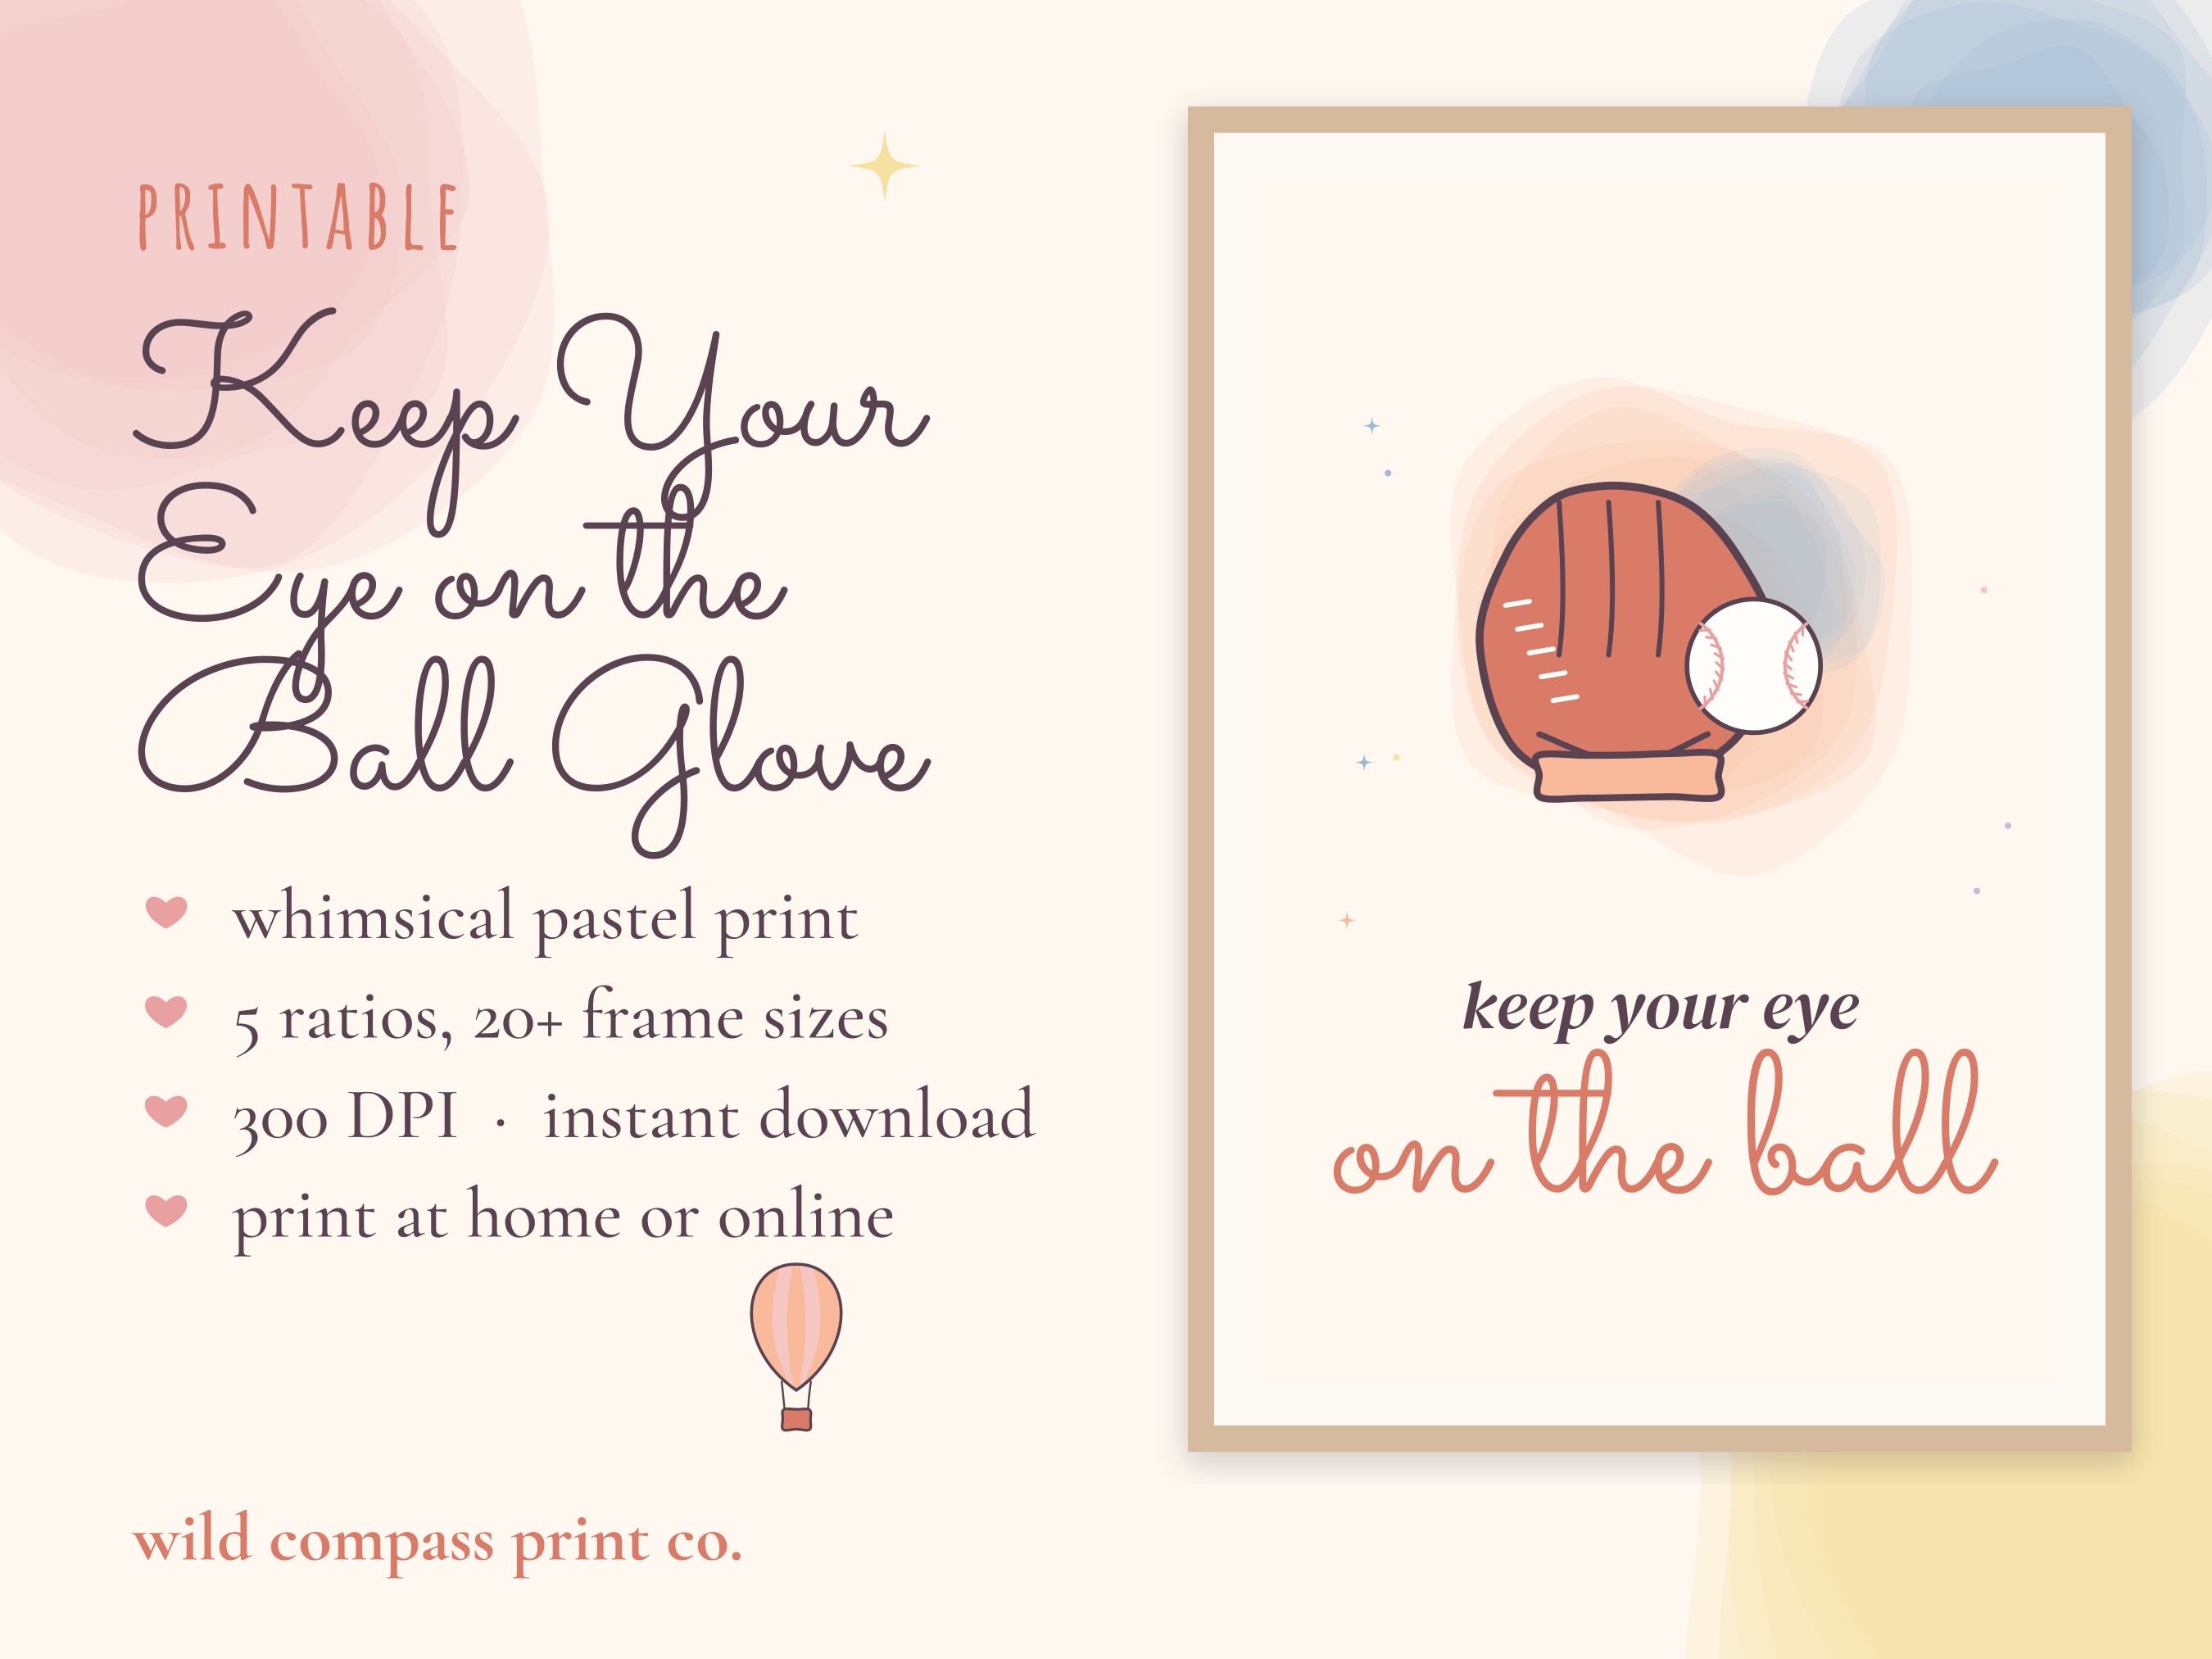 PRINTABLE
Keep Your
Eye on the
Ball Glove
whimsical pastel print
5 ratios, 20+ frame sizes
300 DPI · instant download
print at home or online
wild compass print co.
keep your eye
on the ball